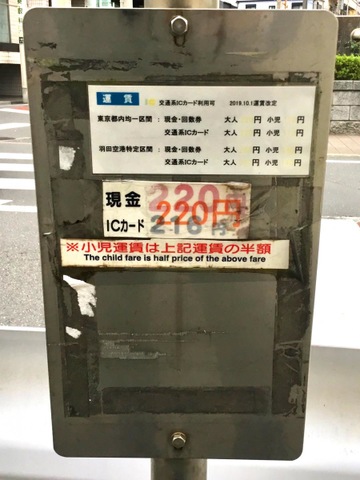 運賃 IC 交通系ICカード利用可 2019.10.1運賃改定
東京都内均一区間 : 現金・回数券 大人 円 小児 円
交通系ICカード 大人 円 小児 円
羽田空港特定区間 : 現金・回数券 大人 円 小児 円
交通系ICカード 大人 円 小児 円
現金 220円
ICカード 216円
※小児運賃は上記運賃の半額
The child fare is half price of the above fare